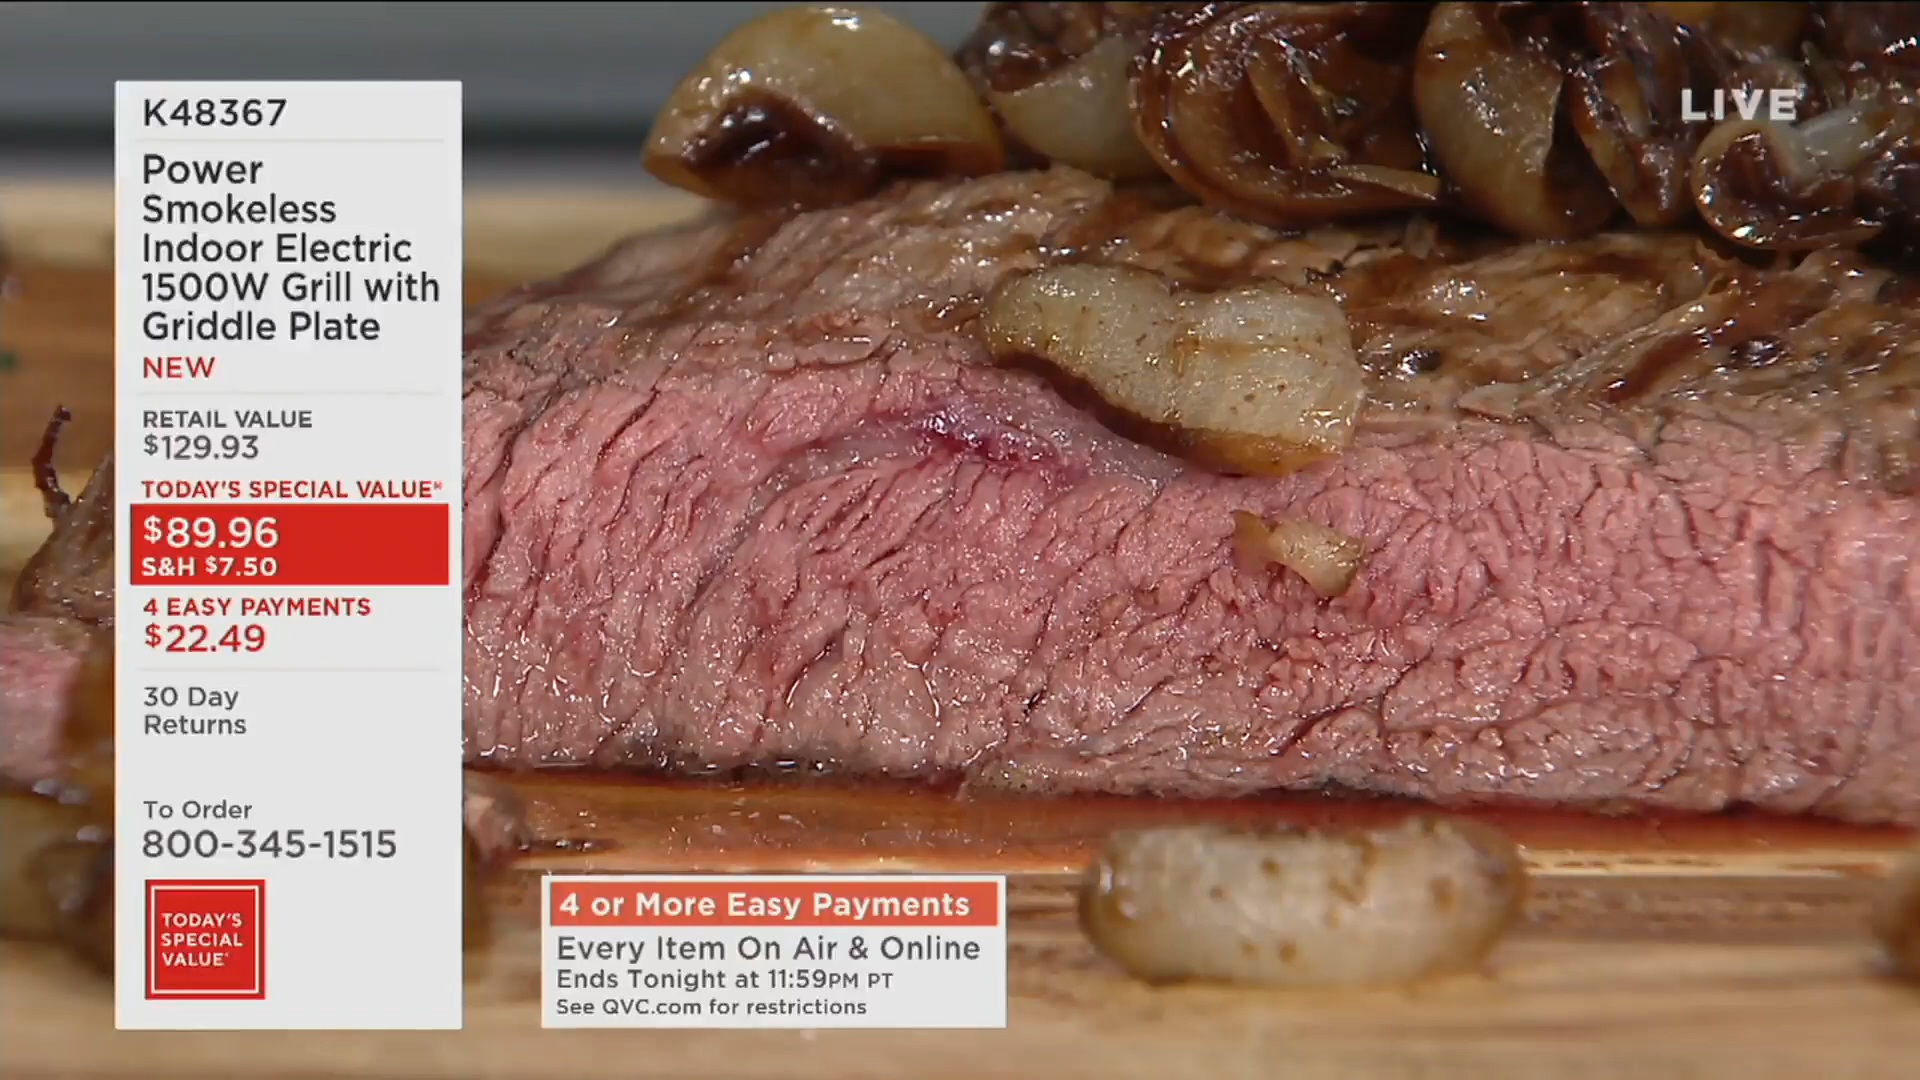 K48367
Power
Smokeless
Indoor Electric
1500W Grill with
Griddle Plate
NEW
RETAIL VALUE
$129.93
TODAY'S SPECIAL VALUE®
$89.96
S&H $7.50
4 EASY PAYMENTS
$22.49
30 Day
Returns
To Order
800-345-1515
TODAY'S
SPECIAL
VALUE®
4 or More Easy Payments
Every Item On Air & Online
Ends Tonight at 11:59PM PT
See QVC.com for restrictions
LIVE